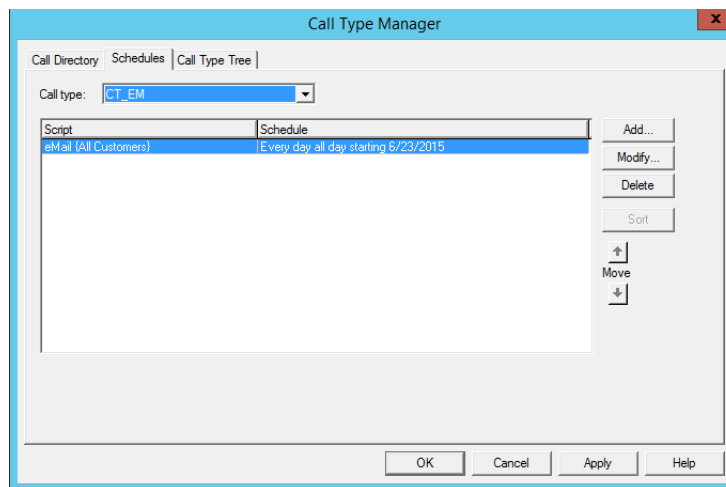 Call Type Manager
x
Call Directory Schedules Call Type Tree
Call type: CT_EM
Script Schedule
eMail {All Customers} Every day all day starting 6/23/2015
Add...
Modify...
Delete
Sort
Move
OK Cancel Apply Help